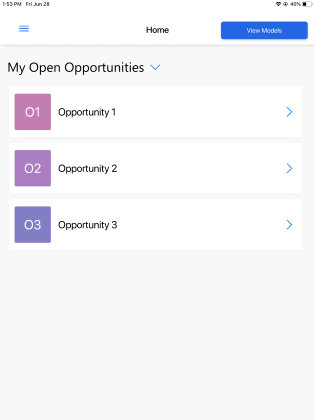 1:53 PM Fri Jun 28
40%
Home
View Models
My Open Opportunities
O1
Opportunity 1
O2
Opportunity 2
O3
Opportunity 3